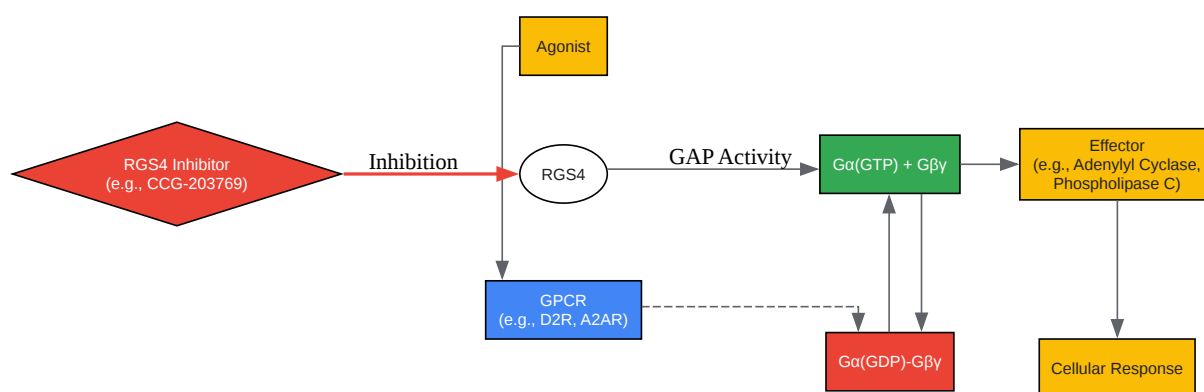 Agonist
RGS4 Inhibitor
(e.g., CCG-203769)
Inhibition
RGS4
GAP Activity
Gα(GTP) + Gβγ
Effector
(e.g., Adenylyl Cyclase,
Phospholipase C)
GPCR
(e.g., D2R, A2AR)
Gα(GDP)-Gβγ
Cellular Response